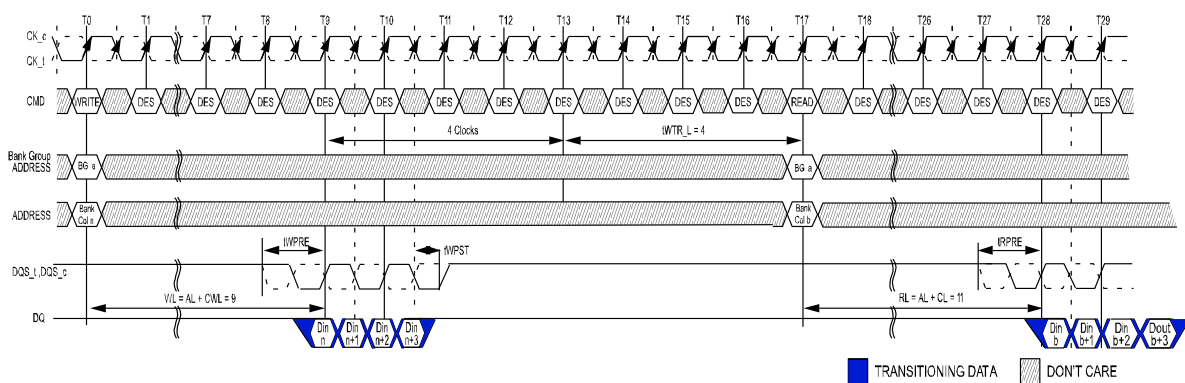 T0 T1 T7 T8 T9 T10 T11 T12 T13 T14 T15 T16 T17 T18 T26 T27 T28 T29
CK_c
CK_t
CMD WRITE DES DES DES DES DES DES DES DES DES DES DES READ DES DES DES DES DES
4 Clocks tWTR_L = 4
Bank Group
ADDRESS BG a BG a
ADDRESS Bank Col n Bank Col b
tWPRE tWPST tRPRE
DQS_t ,DQS_c
WL = AL + CWL = 9 RL = AL + CL = 11
DQ Din n Din n+1 Din n+2 Din n+3 Din b Din b+1 Din b+2 Dout b+3
TRANSITIONING DATA DON'T CARE